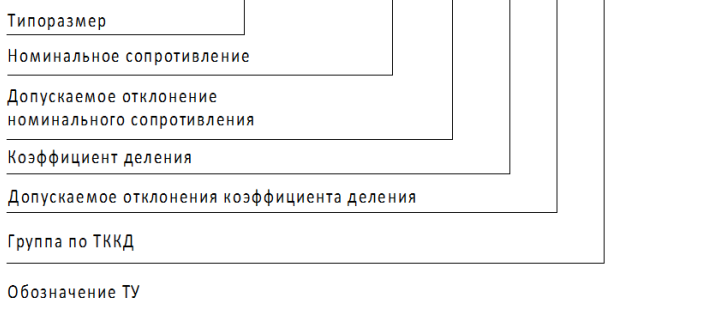 Типоразмер
Номинальное сопротивление
Допускаемое отклонение
номинального сопротивления
Коэффициент деления
Допускаемое отклонения коэффициента деления
Группа по ТККД
Обозначение ТУ